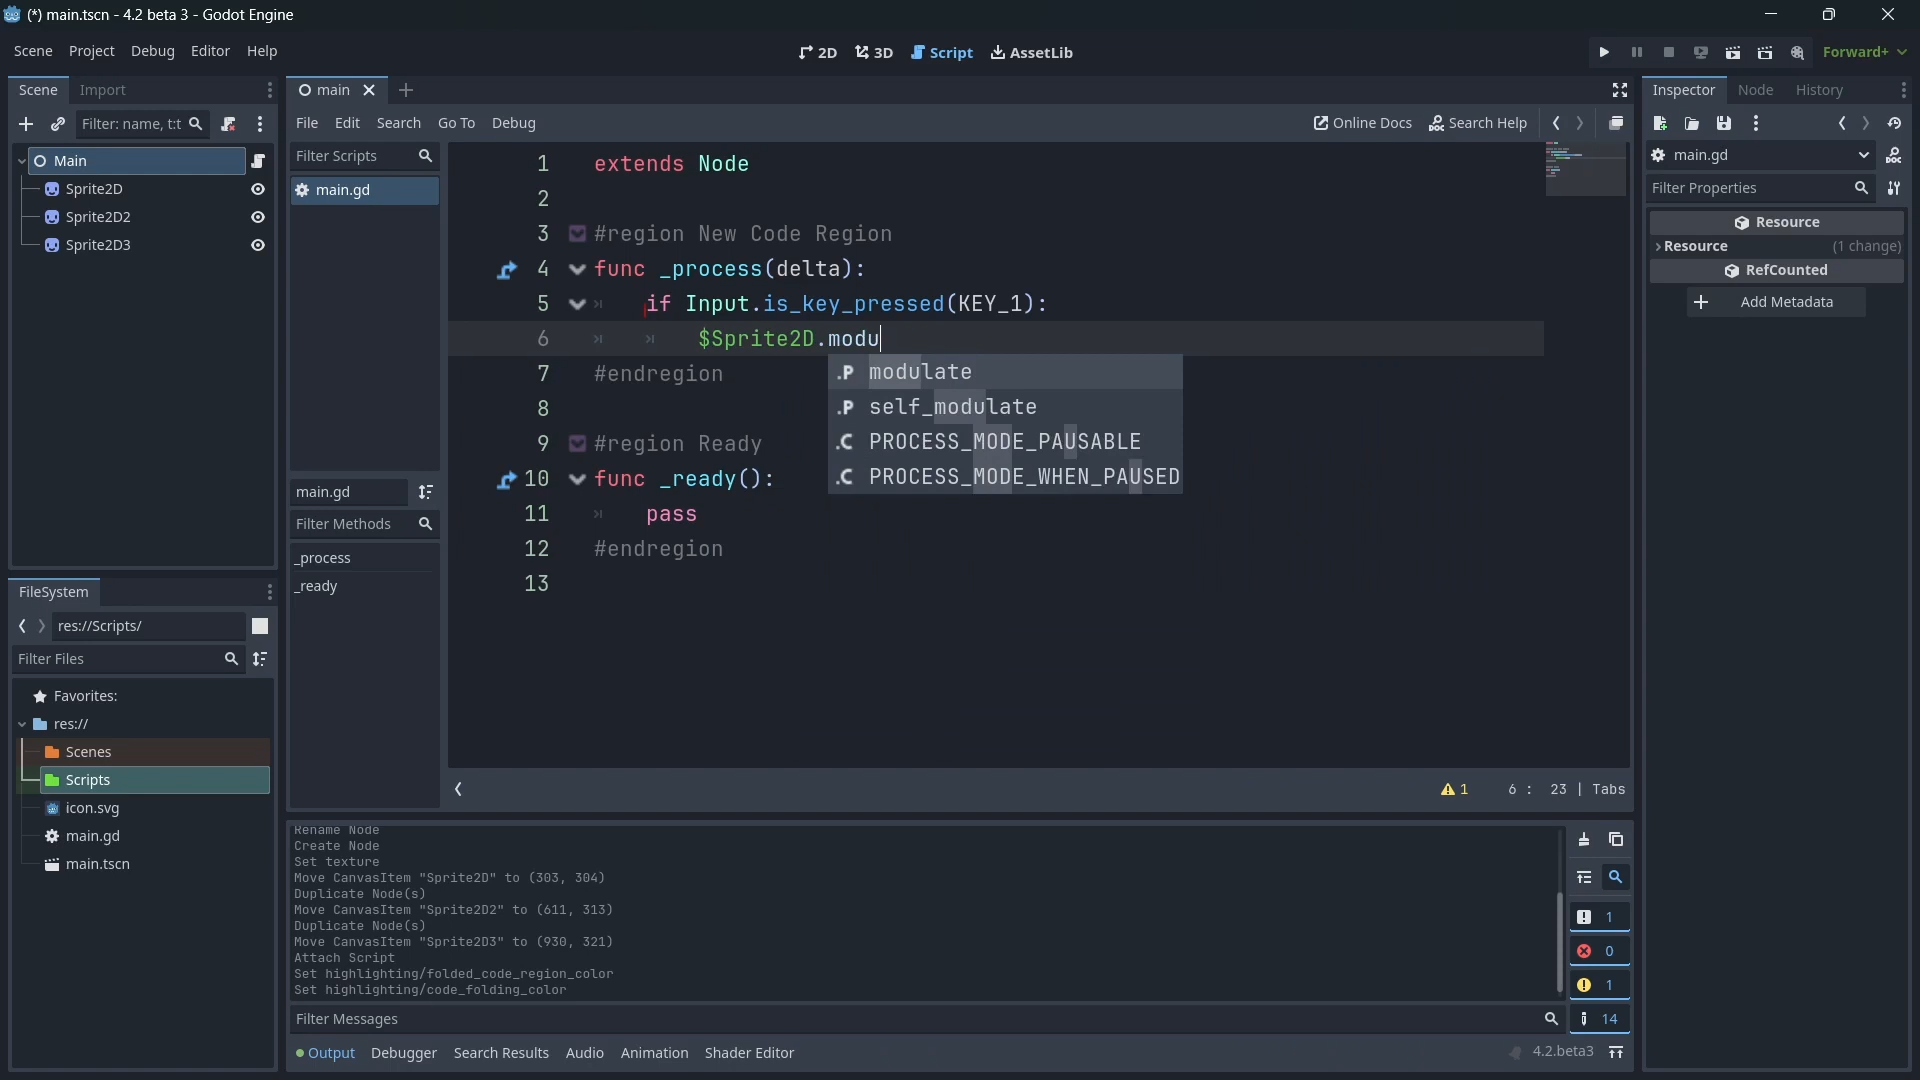 (*) main.tscn - 4.2 beta 3 - Godot Engine
Scene Project Debug Editor Help
2D 3D Script AssetLib
Forward+
Scene Import
Filter: name, t:t
Main
Sprite2D
Sprite2D2
Sprite2D3
FileSystem
res://Scripts/
Filter Files
Favorites:
res://
Scenes
Scripts
icon.svg
main.gd
main.tscn
main
File Edit Search Go To Debug
Online Docs Search Help
Filter Scripts
main.gd
main.gd
Filter Methods
_process
_ready
1 extends Node
2
3 #region New Code Region
4 func _process(delta):
5 if Input.is_key_pressed(KEY_1):
6 $Sprite2D.modu
7 #endregion
8
9 #region Ready
10 func _ready():
11 pass
12 #endregion
13
.P modulate
.P self_modulate
.C PROCESS_MODE_PAUSABLE
.C PROCESS_MODE_WHEN_PAUSED
1 6 : 23 | Tabs
Rename Node
Create Node
Set texture
Move CanvasItem "Sprite2D" to (303, 304)
Duplicate Node(s)
Move CanvasItem "Sprite2D2" to (611, 313)
Duplicate Node(s)
Move CanvasItem "Sprite2D3" to (930, 321)
Attach Script
Set highlighting/folded_code_region_color
Set highlighting/code_folding_color
1
0
1
14
Filter Messages
Output Debugger Search Results Audio Animation Shader Editor
4.2.beta3
Inspector Node History
main.gd
Filter Properties
Resource
Resource (1 change)
RefCounted
Add Metadata